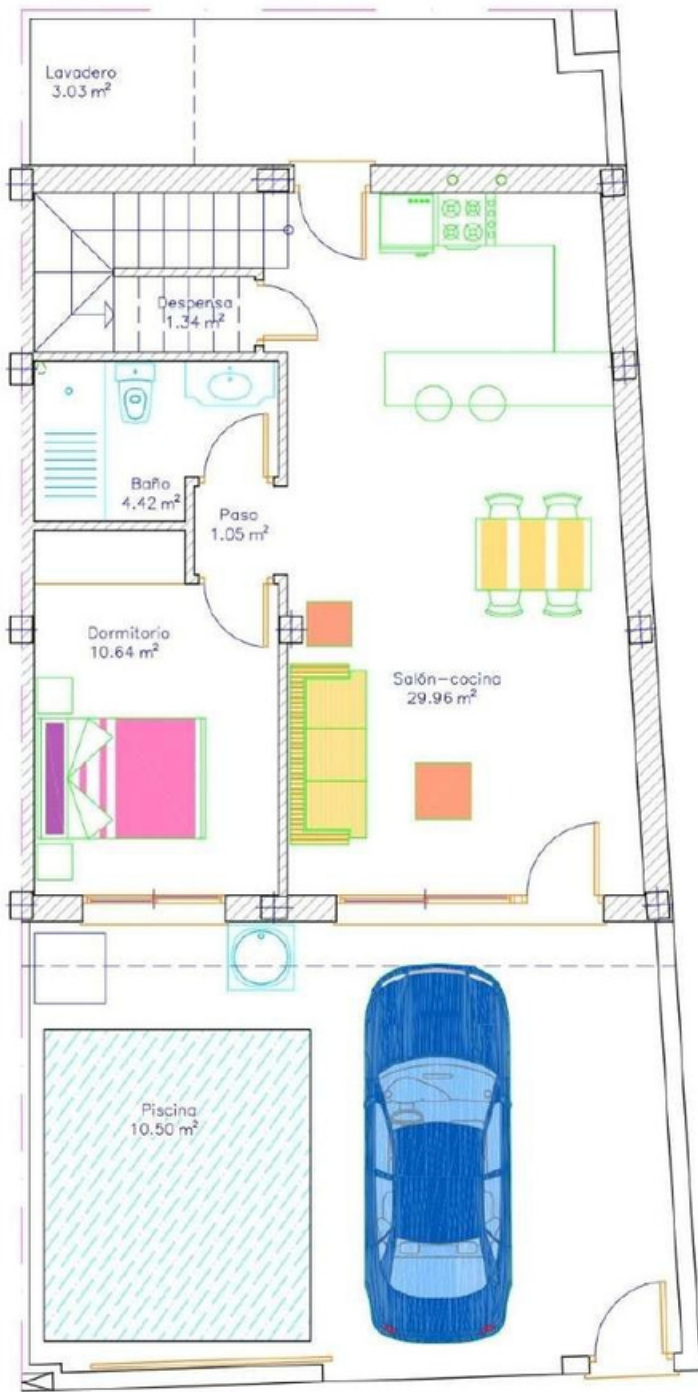 Lavadero
3.03 m²
Despensa
1.34 m²
Baño
4.42 m²
Paso
1.05 m²
Dormitorio
10.64 m²
Salón-cocina
29.96 m²
Piscina
10.50 m²